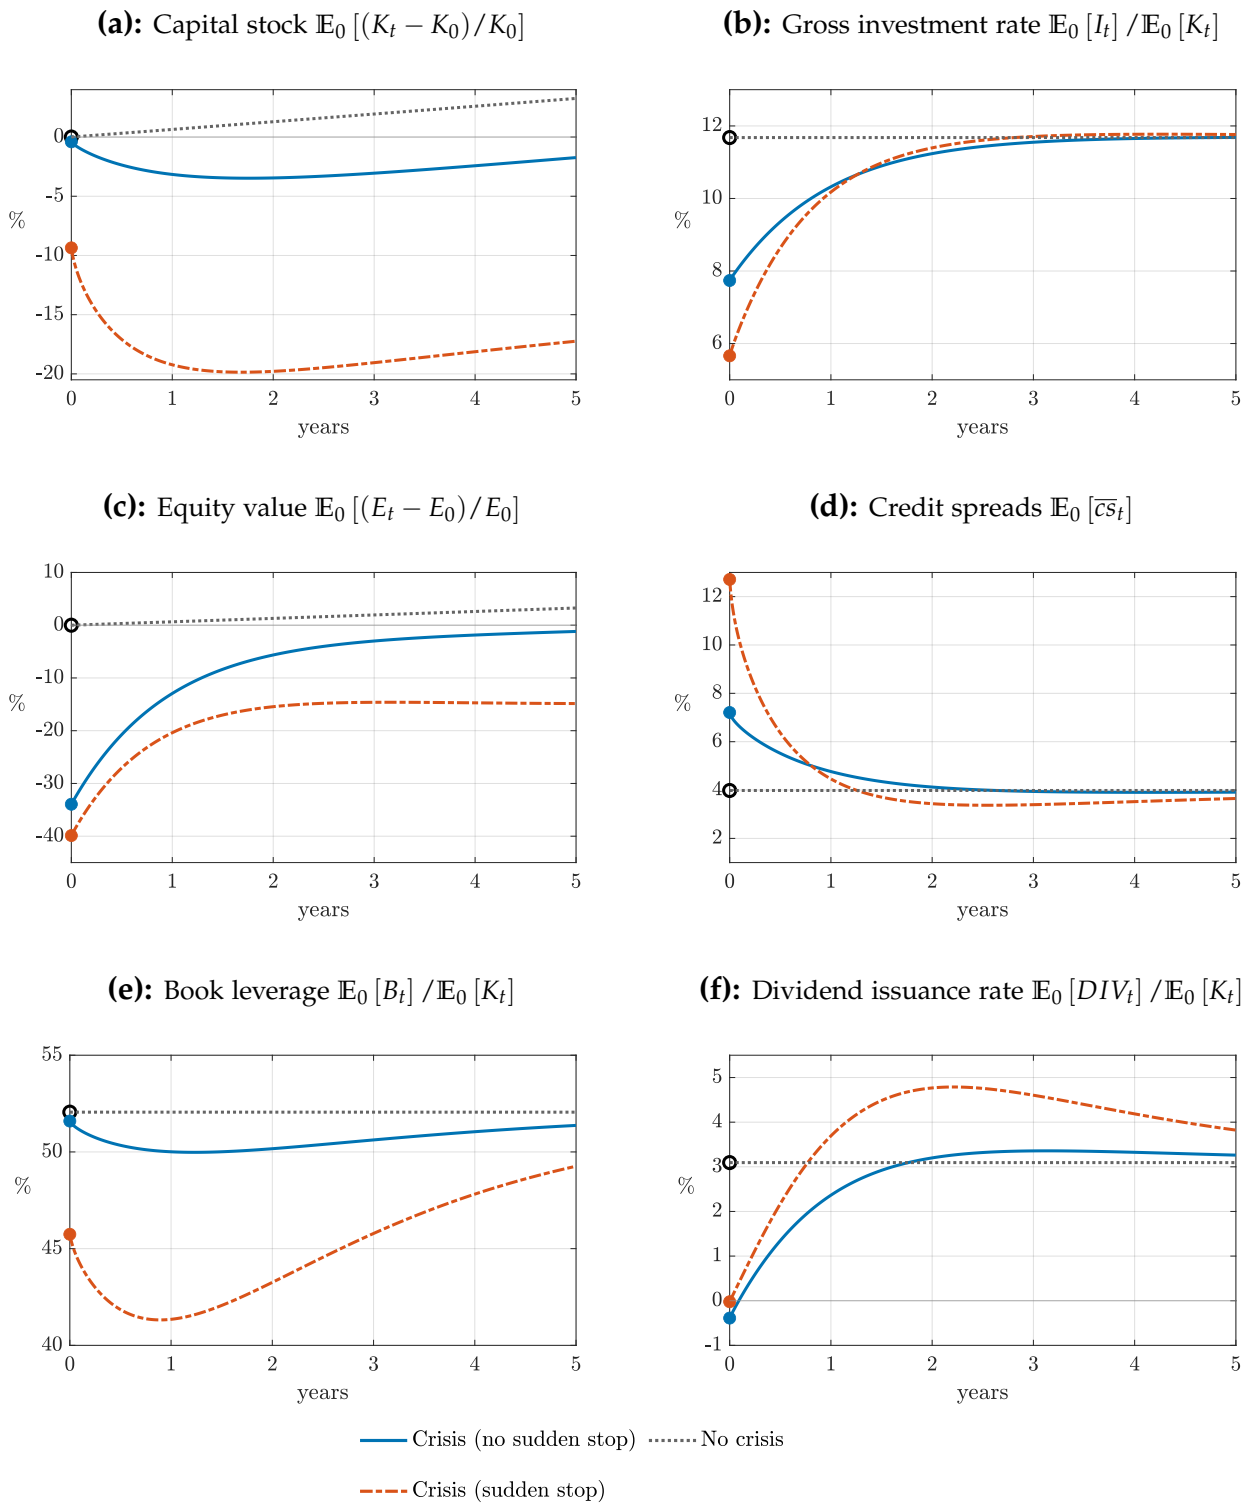 (a): Capital stock 𝔼₀ [(Kₜ − K₀)/K₀]
0
-5
%
-10
-15
-20
0 1 2 3 4 5
years
(b): Gross investment rate 𝔼₀ [Iₜ] /𝔼₀ [Kₜ]
12
10
%
8
6
0 1 2 3 4 5
years
(c): Equity value 𝔼₀ [(Eₜ − E₀)/E₀]
10
0
-10
%
-20
-30
-40
0 1 2 3 4 5
years
(d): Credit spreads 𝔼₀ [c̅s̅ₜ]
12
10
8
%
6
4
2
0 1 2 3 4 5
years
(e): Book leverage 𝔼₀ [Bₜ] /𝔼₀ [Kₜ]
55
50
%
45
40
0 1 2 3 4 5
years
(f): Dividend issuance rate 𝔼₀ [DIVₜ] /𝔼₀ [Kₜ]
5
4
3
%
2
1
0
-1
0 1 2 3 4 5
years
Crisis (no sudden stop) No crisis
Crisis (sudden stop)